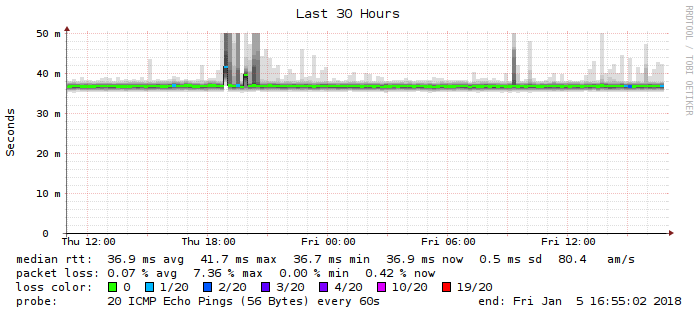 Last 30 Hours
RRDTOOL / TOBI OETIKER
Seconds
50 m
40 m
30 m
20 m
10 m
0
Thu 12:00 Thu 18:00 Fri 00:00 Fri 06:00 Fri 12:00
median rtt: 36.9 ms avg 41.7 ms max 36.7 ms min 36.9 ms now 0.5 ms sd 80.4 am/s
packet loss: 0.07 % avg 7.36 % max 0.00 % min 0.42 % now
loss color: 0 1/20 2/20 3/20 4/20 10/20 19/20
probe: 20 ICMP Echo Pings (56 Bytes) every 60s end: Fri Jan 5 16:55:02 2018